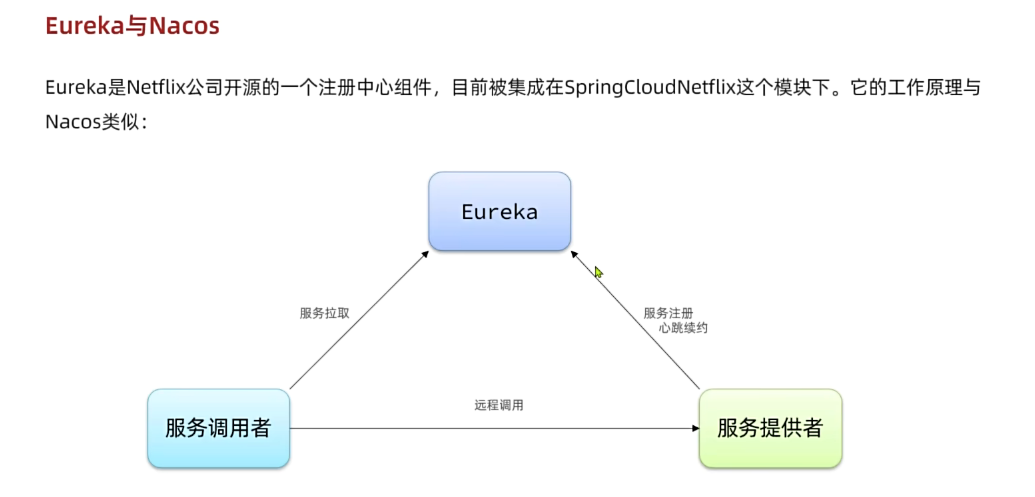 Eureka与Nacos
Eureka是Netflix公司开源的一个注册中心组件，目前被集成在SpringCloudNetflix这个模块下。它的工作原理与
Nacos类似：
Eureka
服务拉取
服务注册
心跳续约
远程调用
服务调用者
服务提供者